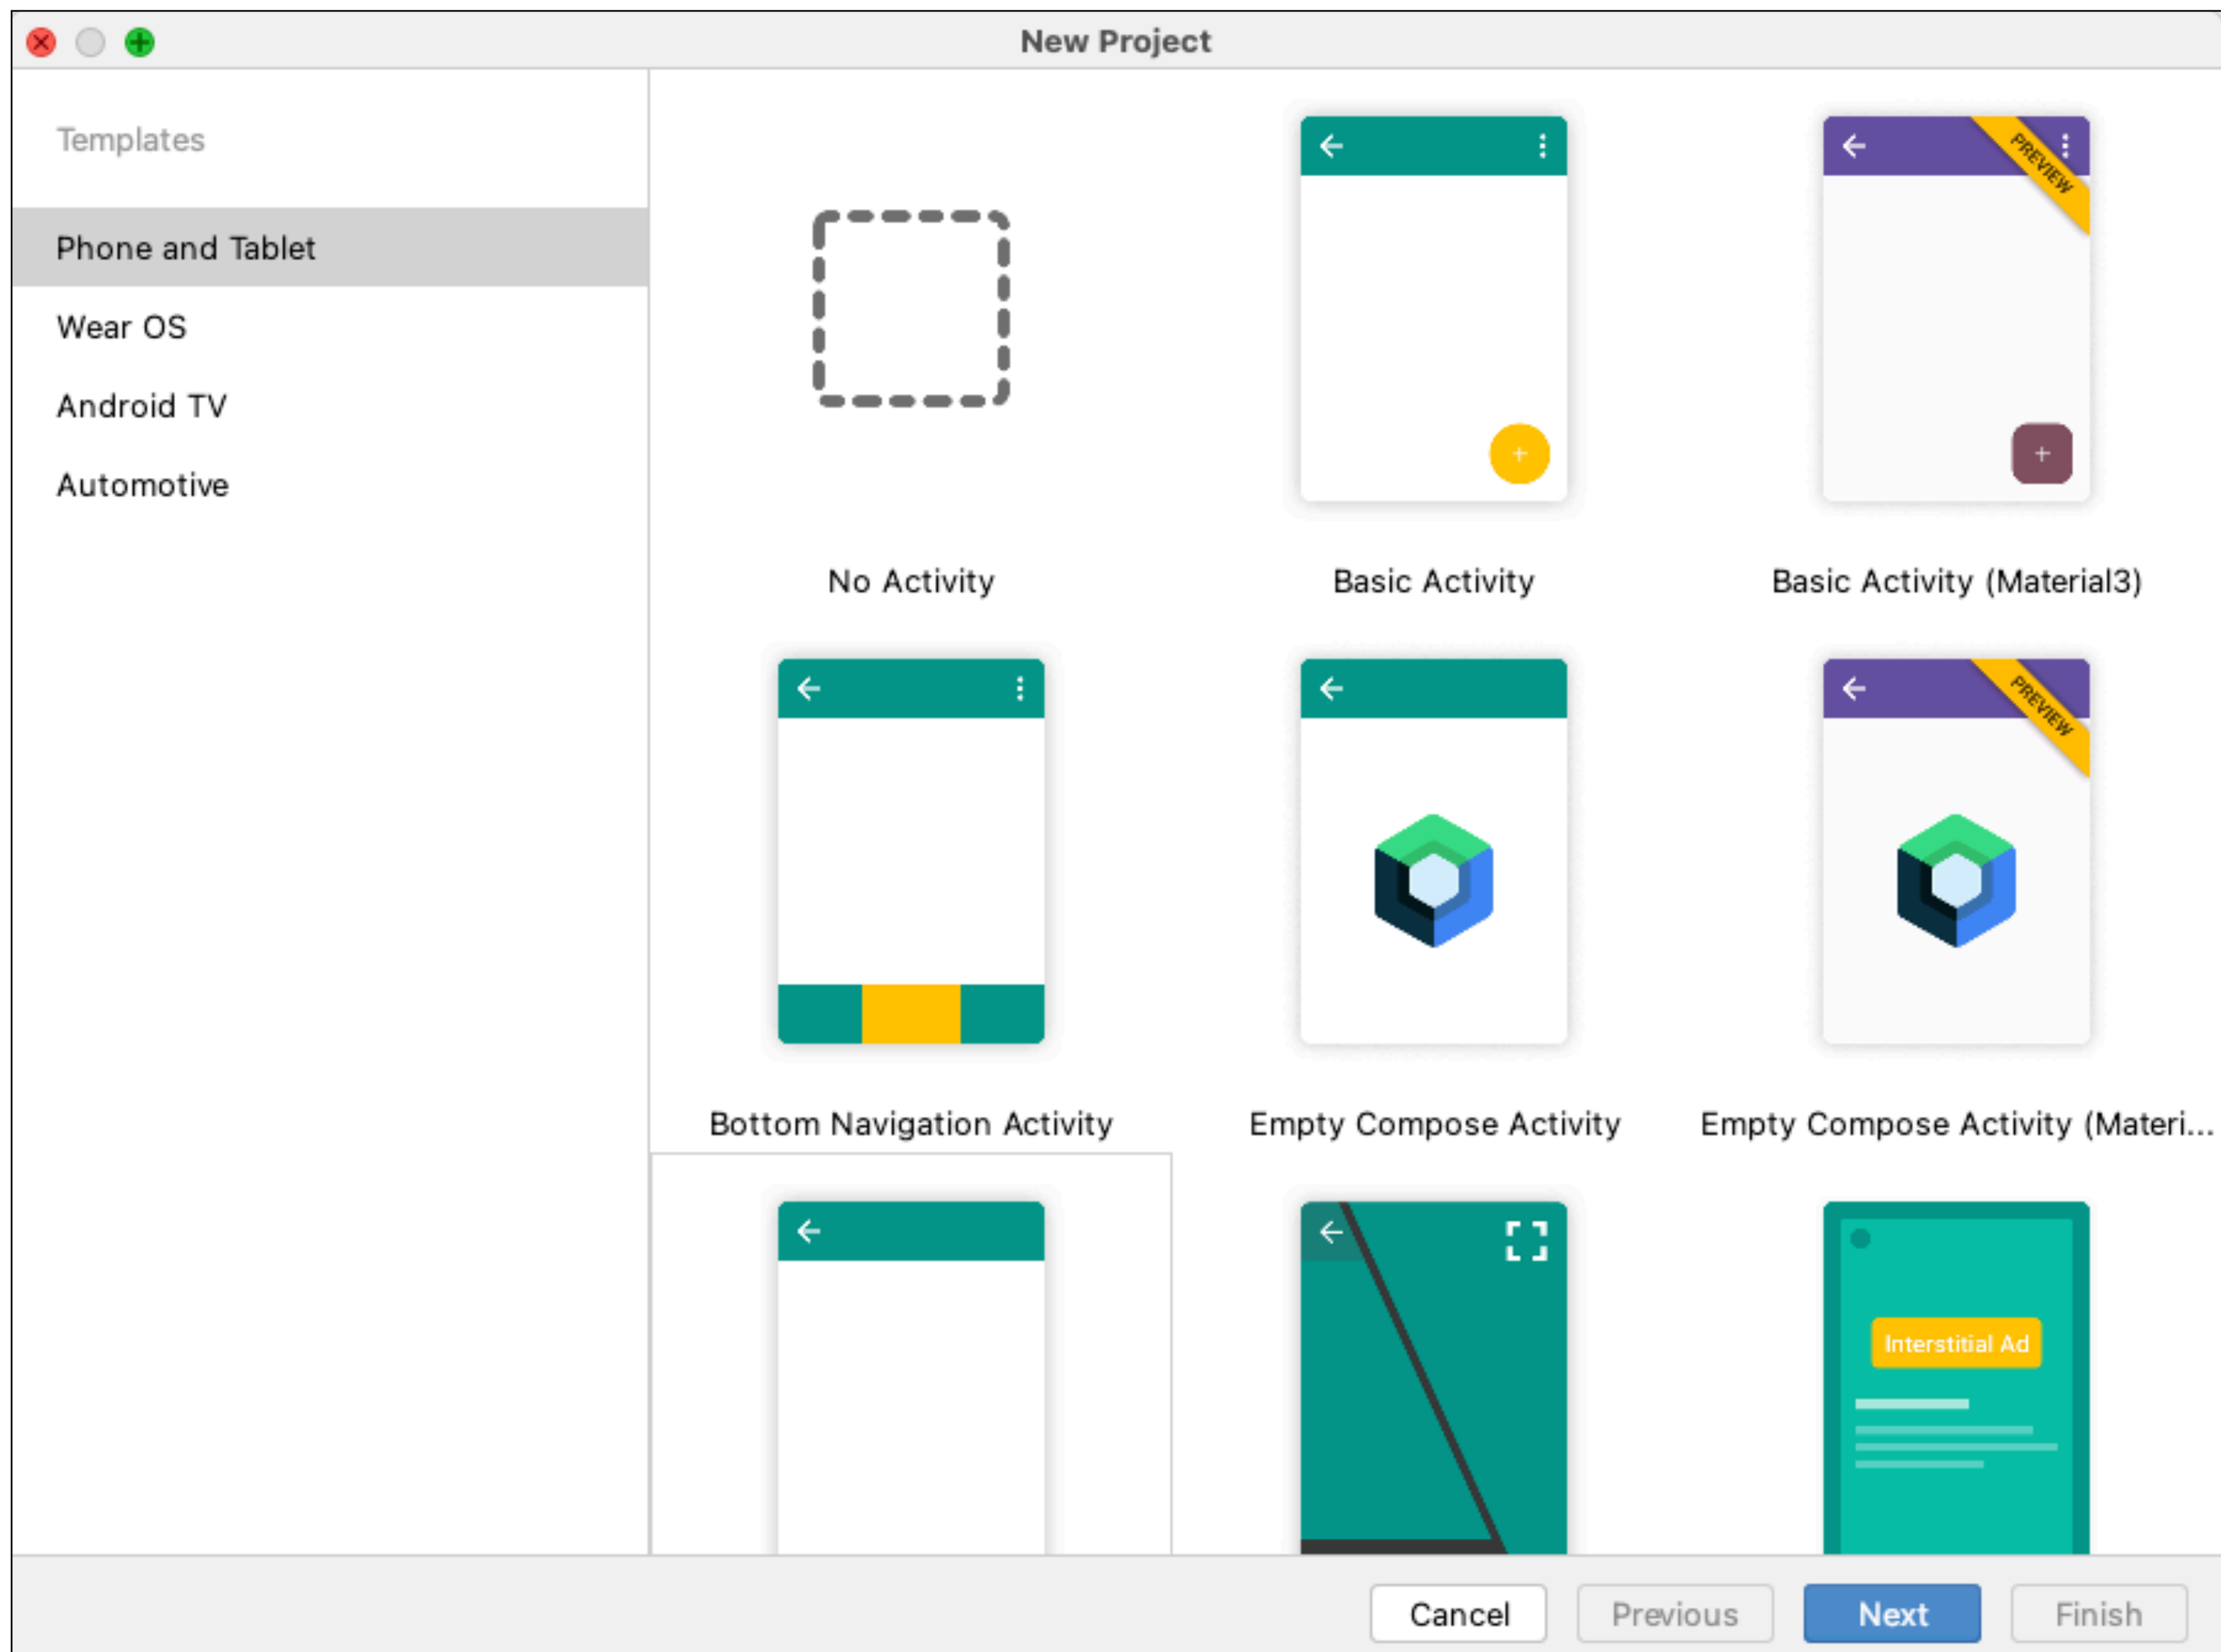 New Project
Templates
Phone and Tablet
Wear OS
Android TV
Automotive
PREVIEW
No Activity
Basic Activity
Basic Activity (Material3)
PREVIEW
Bottom Navigation Activity
Empty Compose Activity
Empty Compose Activity (Materi...
Interstitial Ad
Cancel
Previous
Next
Finish